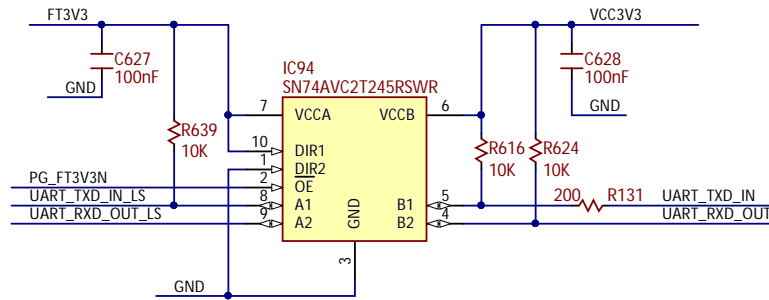 FT3V3
VCC3V3
C627
100nF
GND
C628
100nF
GND
IC94
SN74AVC2T245RSWR
7
VCCA
VCCB
6
R639
10K
10
DIR1
1
DIR2
2
OE
8
A1
9
A2
GND
3
B1
5
B2
4
R616
10K
R624
10K
200
R131
PG_FT3V3N
UART_TXD_IN_LS
UART_RXD_OUT_LS
UART_TXD_IN
UART_RXD_OUT
GND